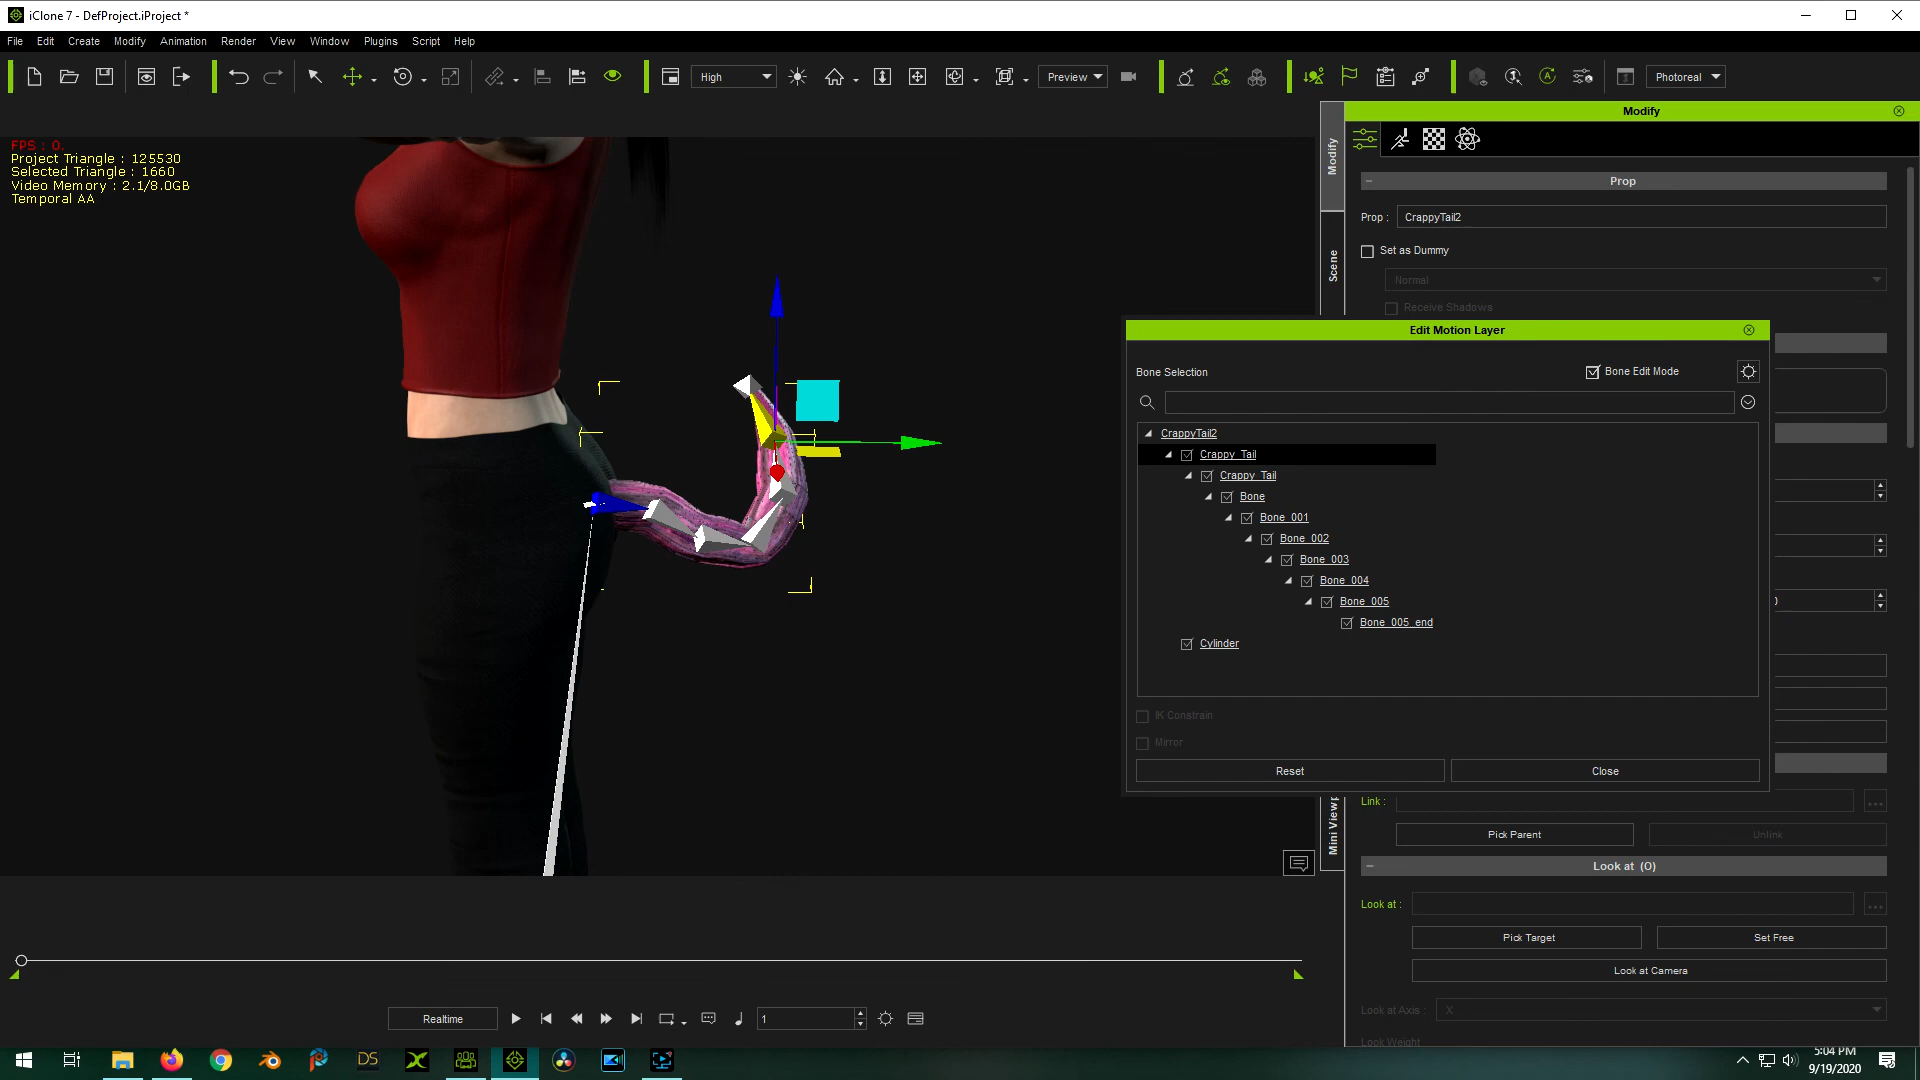 iClone 7 - DefProject.iProject *
File Edit Create Modify Animation Render View Window Plugins Script Help
High
Preview
Photoreal
Modify
FPS : 0.
Project Triangle : 125530
Selected Triangle : 1660
Video Memory : 2.1/8.0GB
Temporal AA
Modify
Scene
Prop
Prop : CrappyTail2
Set as Dummy
Normal
Receive Shadows
Edit Motion Layer
Bone Selection
Bone Edit Mode
CrappyTail2
Crappy_Tail
Crappy_Tail
Bone
Bone_001
Bone_002
Bone_003
Bone_004
Bone_005
Bone_005_end
Cylinder
IK Constrain
Mirror
Reset
Close
Mini Viewp
Link :
Pick Parent
Unlink
Look at (O)
Look at :
Pick Target
Set Free
Look at Camera
Look at Axis : X
Look Weight
Realtime
1
DS
5:04 PM
9/19/2020